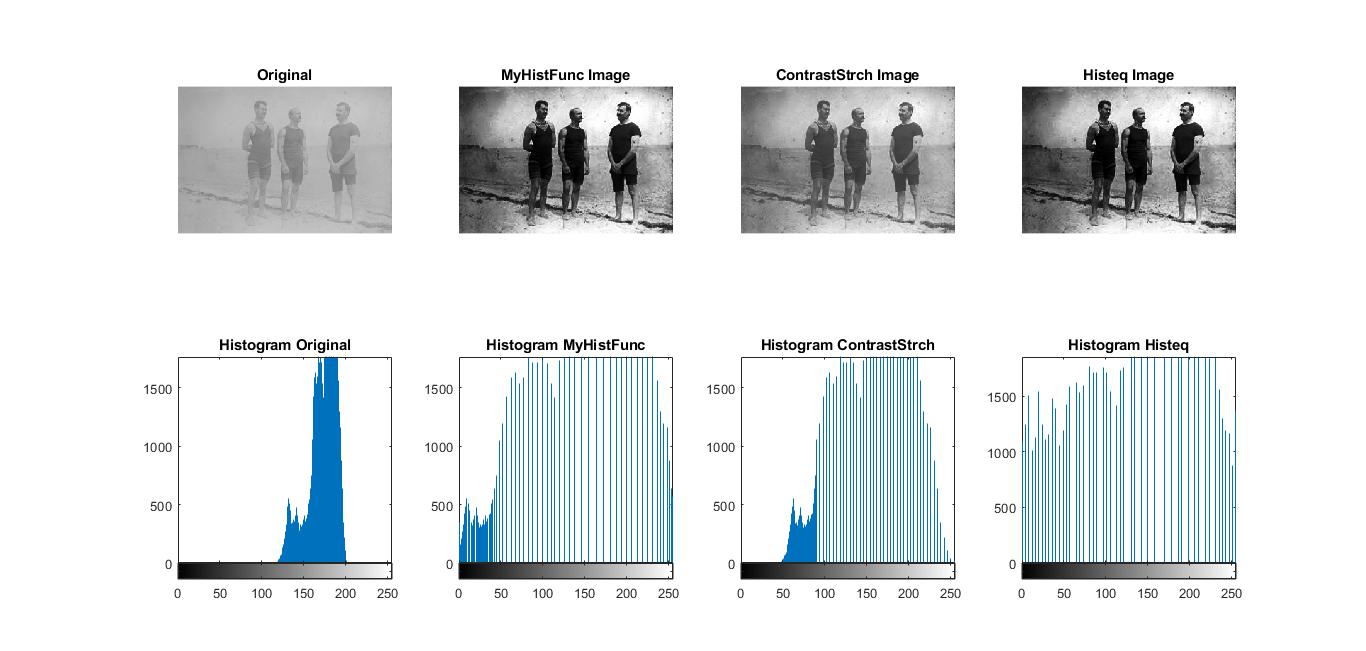 Original MyHistFunc Image ContrastStrch Image Histeq Image
Histogram Original Histogram MyHistFunc Histogram ContrastStrch Histogram Histeq
1500 1500 1500 1500
1000 1000 1000 1000
500 500 500 500
0 0 0 0
0 50 100 150 200 250 0 50 100 150 200 250 0 50 100 150 200 250 0 50 100 150 200 250